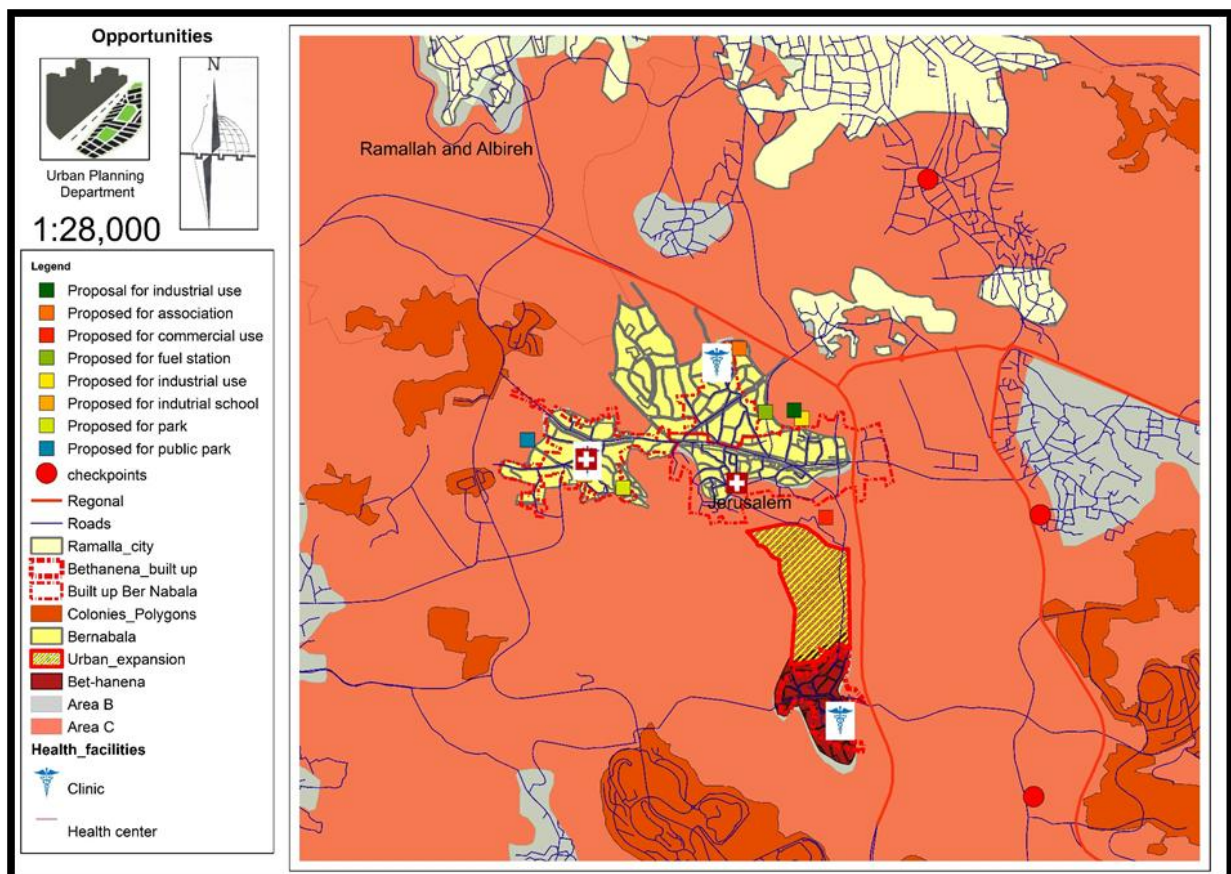 Opportunities
N
Urban Planning
Department
1:28,000
Legend
Proposal for industrial use
Proposed for association
Proposed for commercial use
Proposed for fuel station
Proposed for industrial use
Proposed for indutrial school
Proposed for park
Proposed for public park
checkpoints
Regonal
Roads
Ramalla_city
Bethanena_built up
Built up Ber Nabala
Colonies_Polygons
Bernabala
Urban_expansion
Bet-hanena
Area B
Area C
Health_facilities
Clinic
Health center
Ramallah and Albireh
Jerusalem